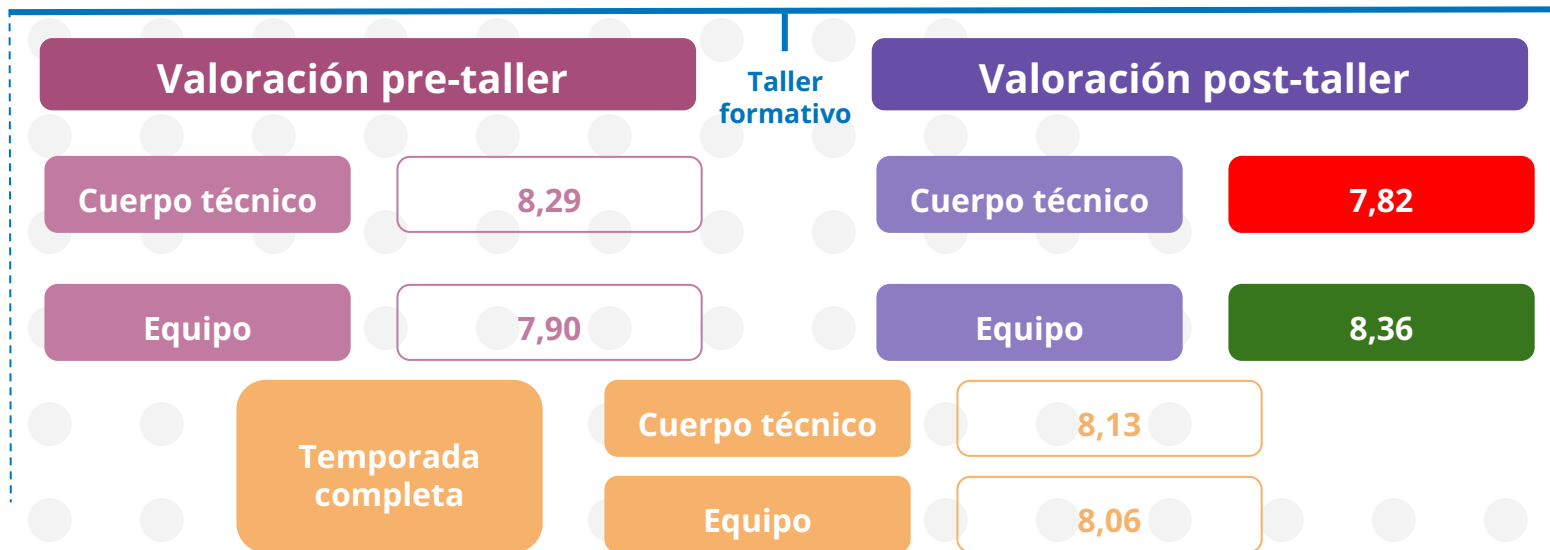 Valoración pre-taller
Taller
formativo
Valoración post-taller
Cuerpo técnico
8,29
Cuerpo técnico
7,82
Equipo
7,90
Equipo
8,36
Temporada
completa
Cuerpo técnico
8,13
Equipo
8,06